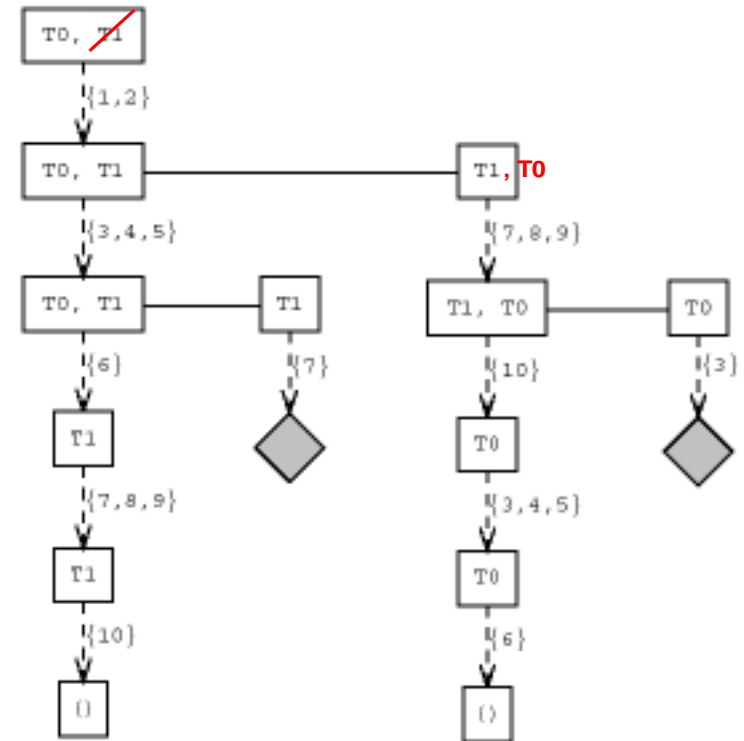 T0, T1
{1,2}
T0, T1
T1, T0
{3,4,5}
{7,8,9}
T0, T1
T1
T1, T0
T0
{6}
{7}
{10}
{3}
T1
T0
{7,8,9}
{3,4,5}
T1
T0
{10}
{6}
()
()